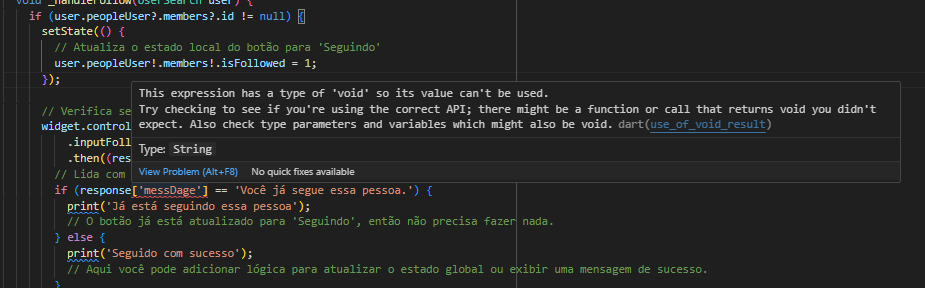 void _handleFollow(UserSearch user) {
if (user.peopleUser?.members?.id != null) {
setState(() {
// Atualiza o estado local do botão para 'Seguindo'
user.peopleUser!.members!.isFollowed = 1;
});
This expression has a type of 'void' so its value can't be used.
Try checking to see if you're using the correct API; there might be a function or call that returns void you didn't
expect. Also check type parameters and variables which might also be void. dart(use_of_void_result)
// Verifica se
widget.control
.inputFoll
Type: String
.then((res
View Problem (Alt+F8) No quick fixes available
// Lida com
if (response['messDage'] == 'Você já segue essa pessoa.') {
print('Já está seguindo essa pessoa');
// O botão já está atualizado para 'Seguindo', então não precisa fazer nada.
} else {
print('Seguido com sucesso');
// Aqui você pode adicionar lógica para atualizar o estado global ou exibir uma mensagem de sucesso.
}